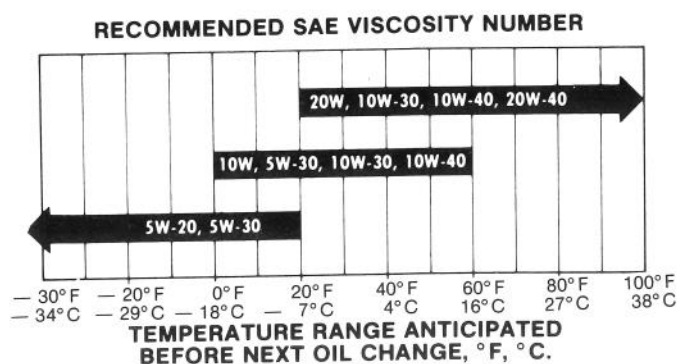 RECOMMENDED SAE VISCOSITY NUMBER
20W, 10W-30, 10W-40, 20W-40
10W, 5W-30, 10W-30, 10W-40
5W-20, 5W-30
— 30°F — 20°F 0°F 20°F 40°F 60°F 80°F 100°F
— 34°C — 29°C — 18°C — 7°C 4°C 16°C 27°C 38°C
TEMPERATURE RANGE ANTICIPATED
BEFORE NEXT OIL CHANGE, °F, °C.